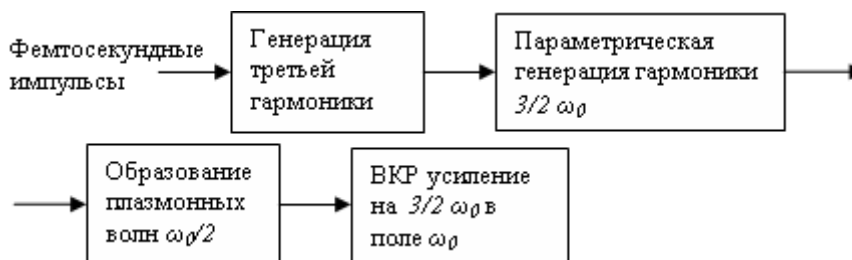 Фемтосекундные
импульсы
Генерация
третьей
гармоники
Параметрическая
генерация гармоники
3/2 ω₀
Образование
плазмонных
волн ω₀/2
ВКР усиление
на 3/2 ω₀ в
поле ω₀